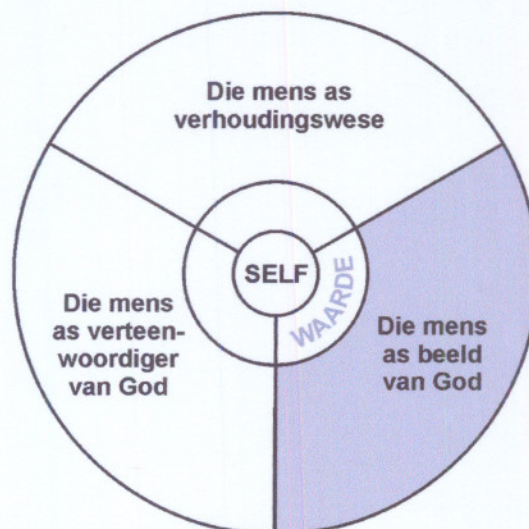 Die mens as
verhoudingswese
SELF
WAARDE
Die mens
as verteen-
woordiger
van God
Die mens
as beeld
van God